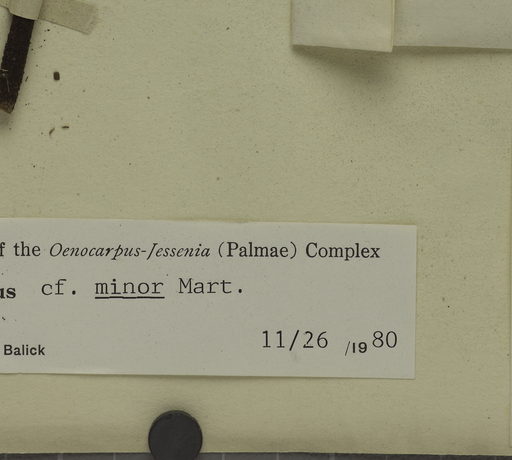 f the Oenocarpus-Jessenia (Palmae) Complex
us cf. minor Mart.
Balick 11/26 /19 80